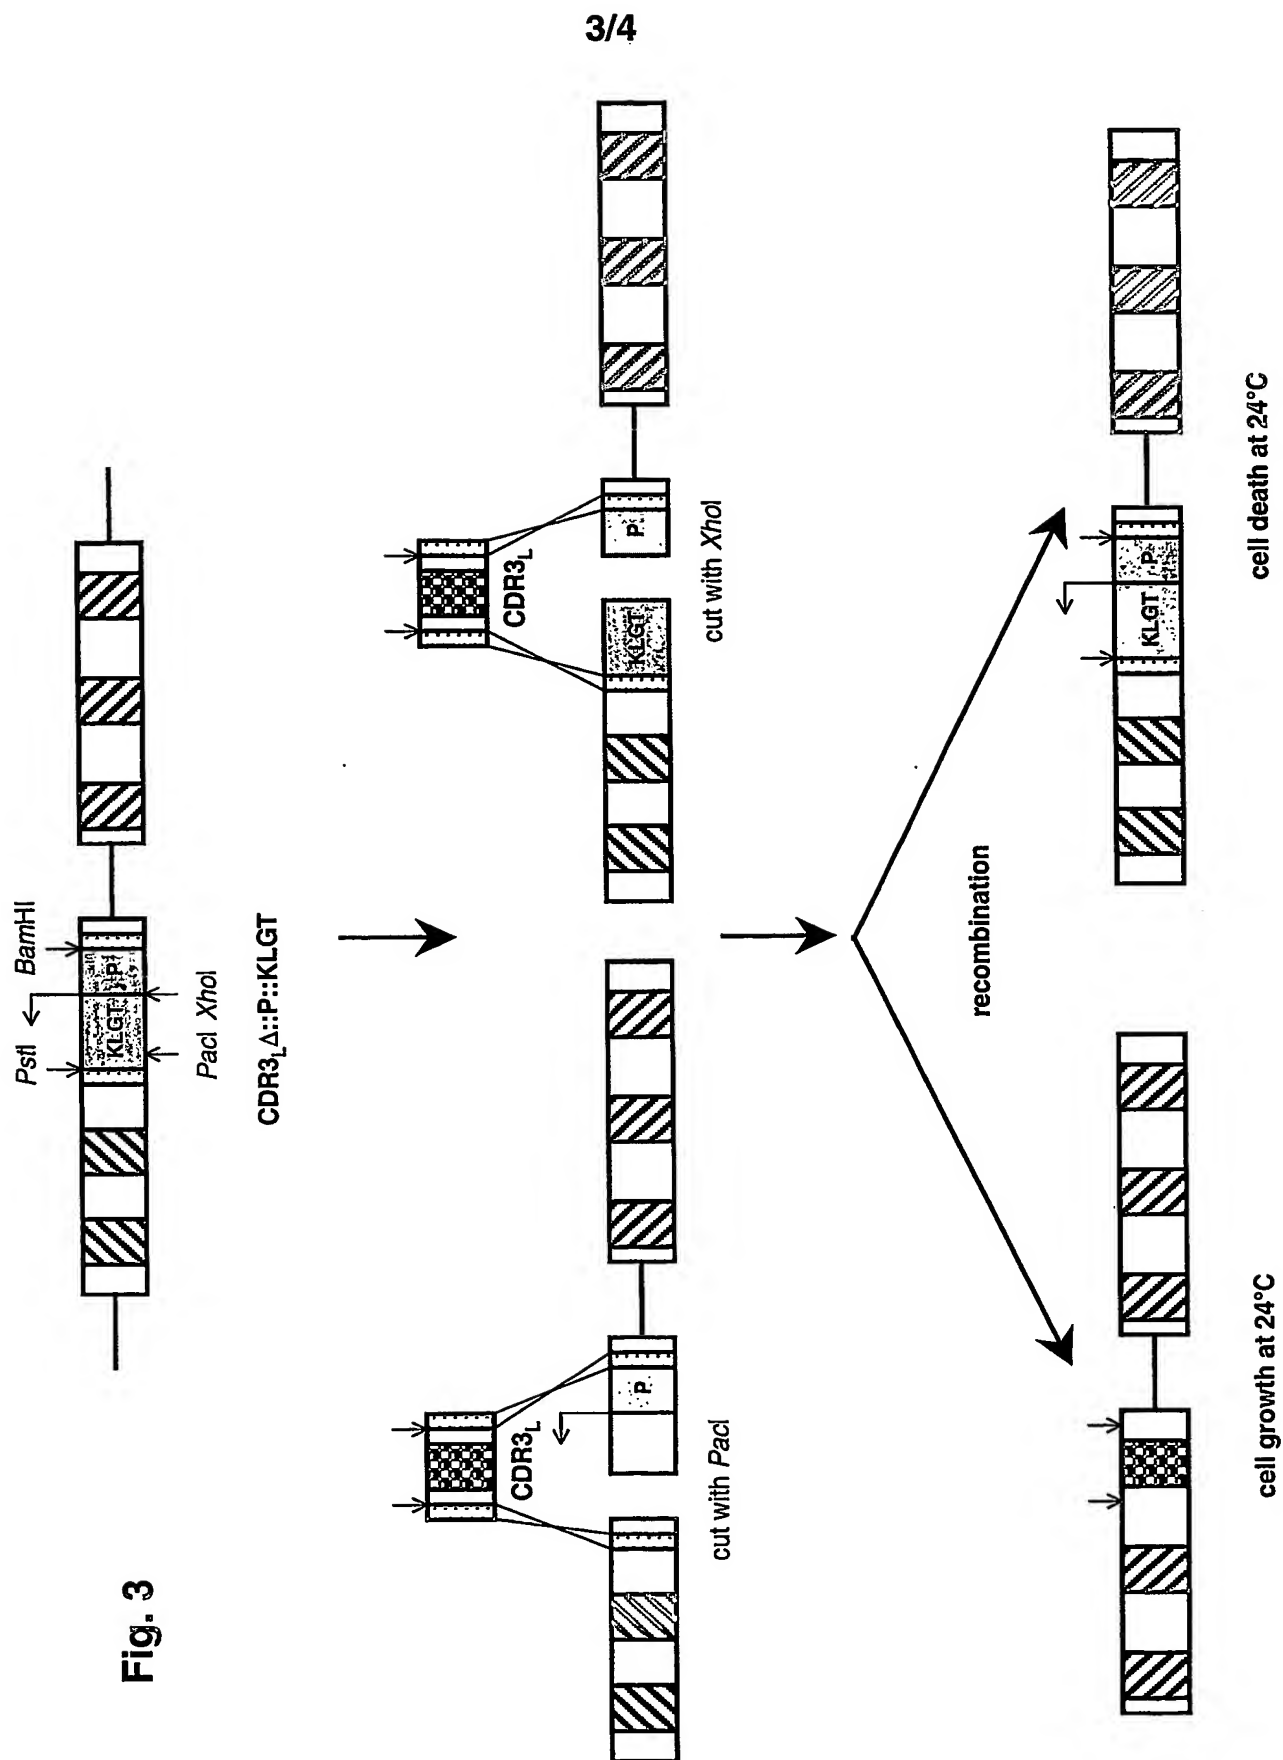 3/4
Fig. 3
PstI
BamHI
KLGT
P
PacI XhoI
CDR3LΔ::P::KLGT
CDR3L
P
cut with PacI
CDR3L
KLGT
P
cut with XhoI
recombination
cell growth at 24°C
KLGT
P
cell death at 24°C